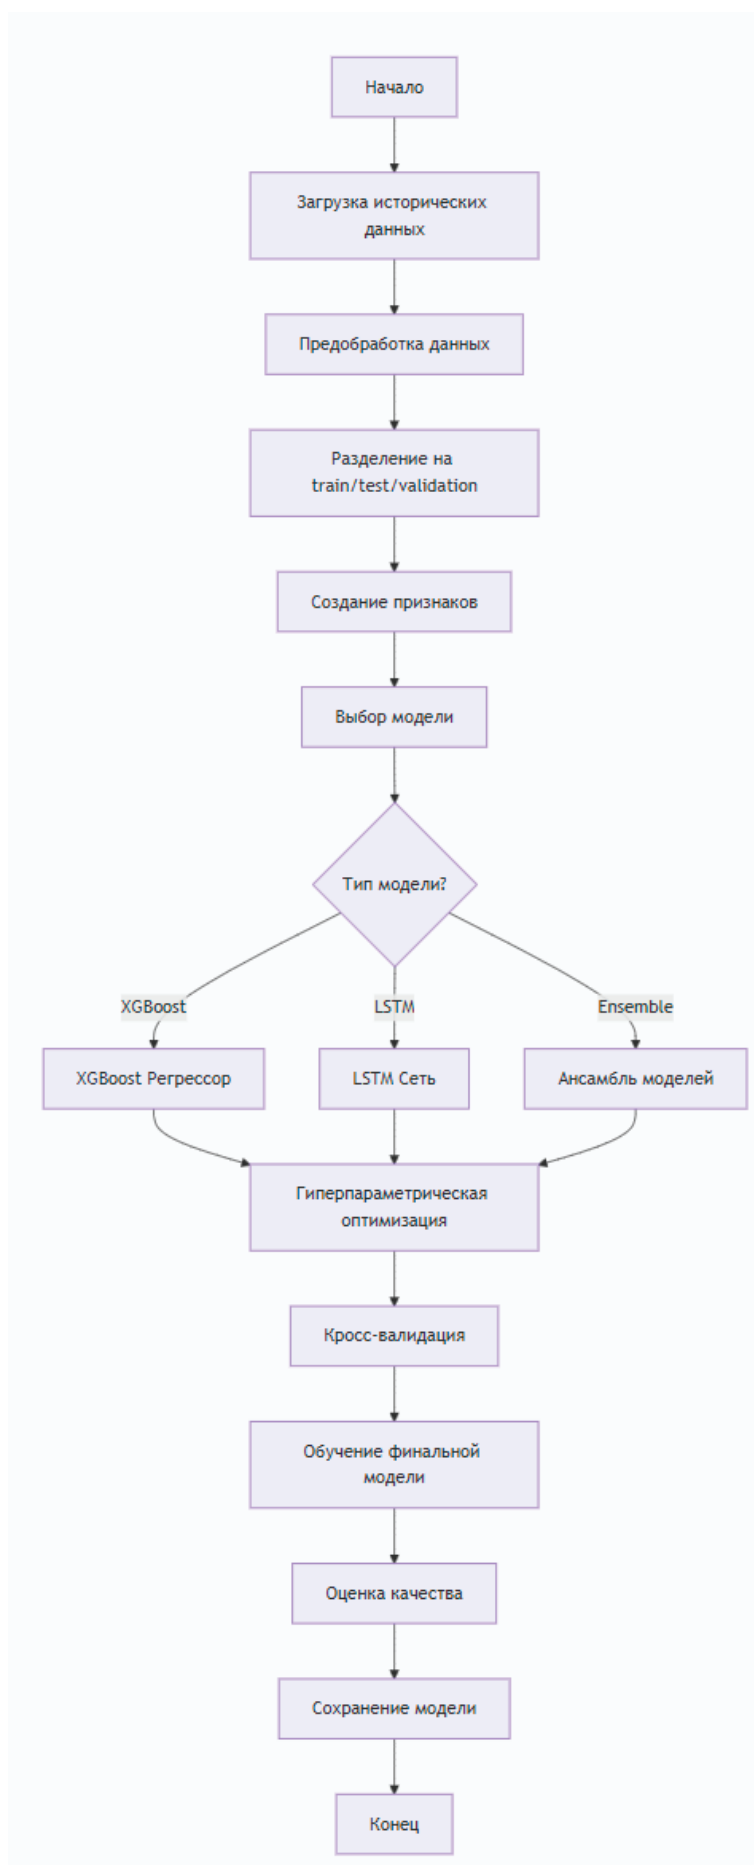 Начало
Загрузка исторических
данных
Предобработка данных
Разделение на
train/test/validation
Создание признаков
Выбор модели
Тип модели?
XGBoost
LSTM
Ensemble
XGBoost Регрессор
LSTM Сеть
Ансамбль моделей
Гиперпараметрическая
оптимизация
Кросс-валидация
Обучение финальной
модели
Оценка качества
Сохранение модели
Конец